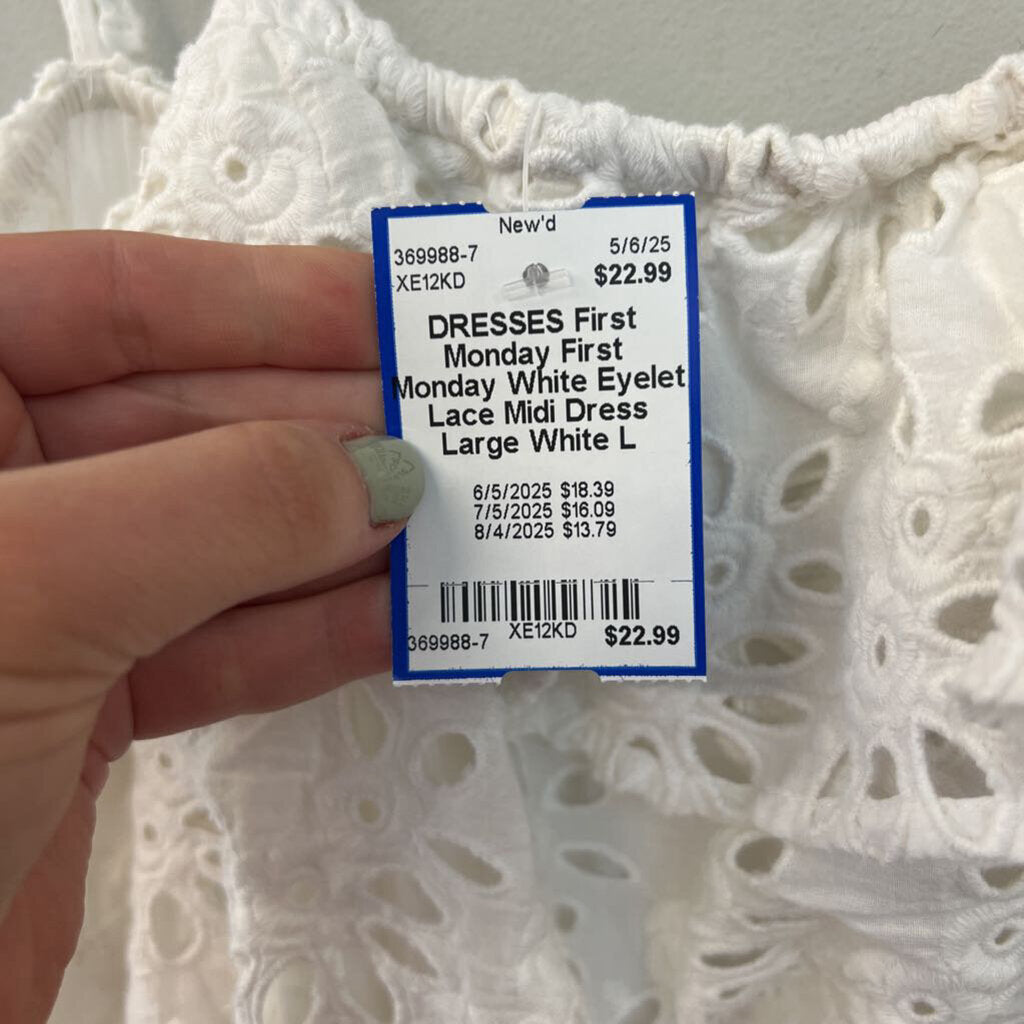 New'd
369988-7 5/6/25
XE12KD $22.99
DRESSES First
Monday First
Monday White Eyelet
Lace Midi Dress
Large White L
6/5/2025 $18.39
7/5/2025 $16.09
8/4/2025 $13.79
369988-7 XE12KD $22.99